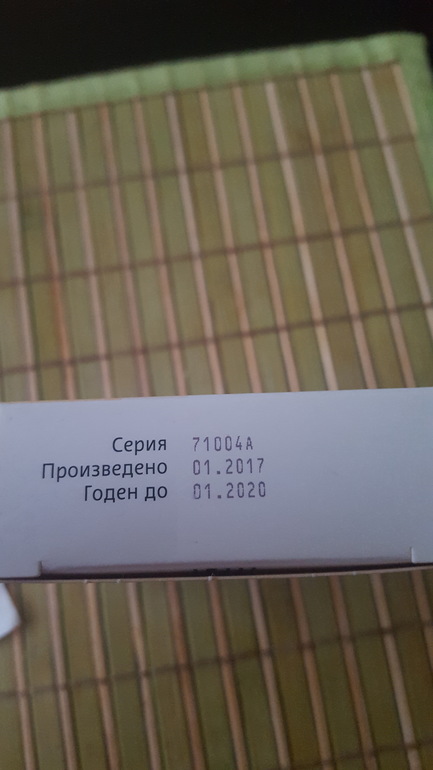 Серия 71004A
Произведено 01.2017
Годен до 01.2020